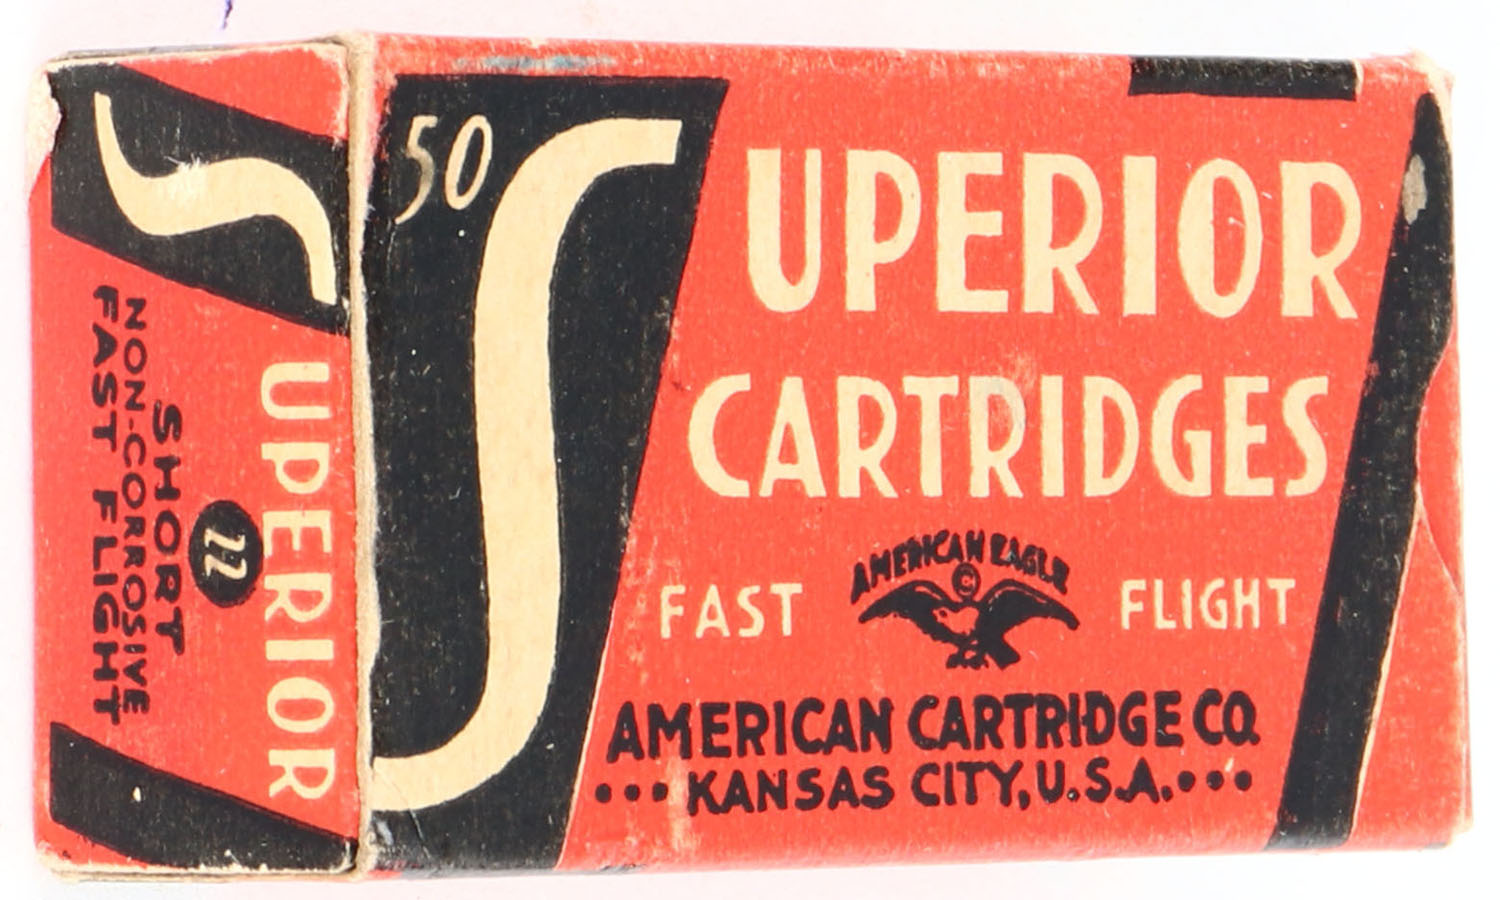 50
SUPERIOR
CARTRIDGES
AMERICAN EAGLE
©
FAST FLIGHT
AMERICAN CARTRIDGE CO.
•••KANSAS CITY, U.S.A.•••
SUPERIOR
22
SHORT
NON-CORROSIVE
FAST FLIGHT